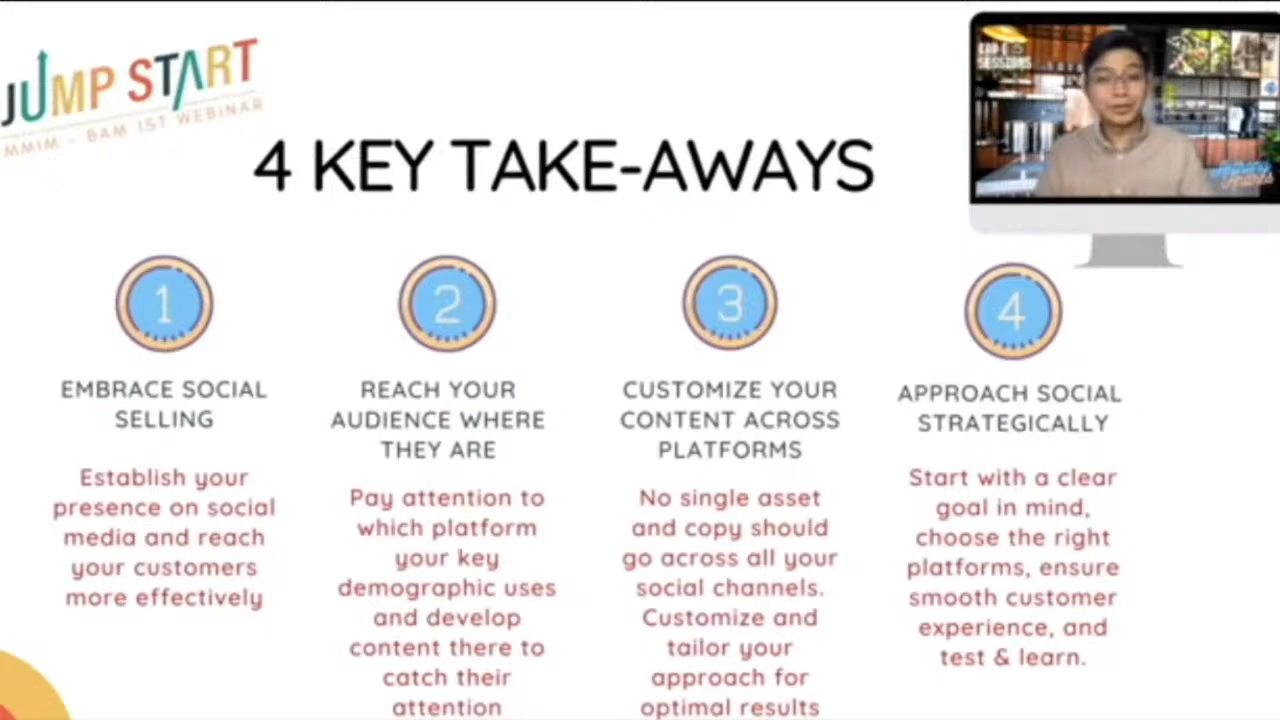 JUMP START
MMIM - BAM 1ST WEBINAR
4 KEY TAKE-AWAYS
1
EMBRACE SOCIAL
SELLING
Establish your
presence on social
media and reach
your customers
more effectively
2
REACH YOUR
AUDIENCE WHERE
THEY ARE
Pay attention to
which platform
your key
demographic uses
and develop
content there to
catch their
attention
3
CUSTOMIZE YOUR
CONTENT ACROSS
PLATFORMS
No single asset
and copy should
go across all your
social channels.
Customize and
tailor your
approach for
optimal results
4
APPROACH SOCIAL
STRATEGICALLY
Start with a clear
goal in mind,
choose the right
platforms, ensure
smooth customer
experience, and
test & learn.
SESSIONS